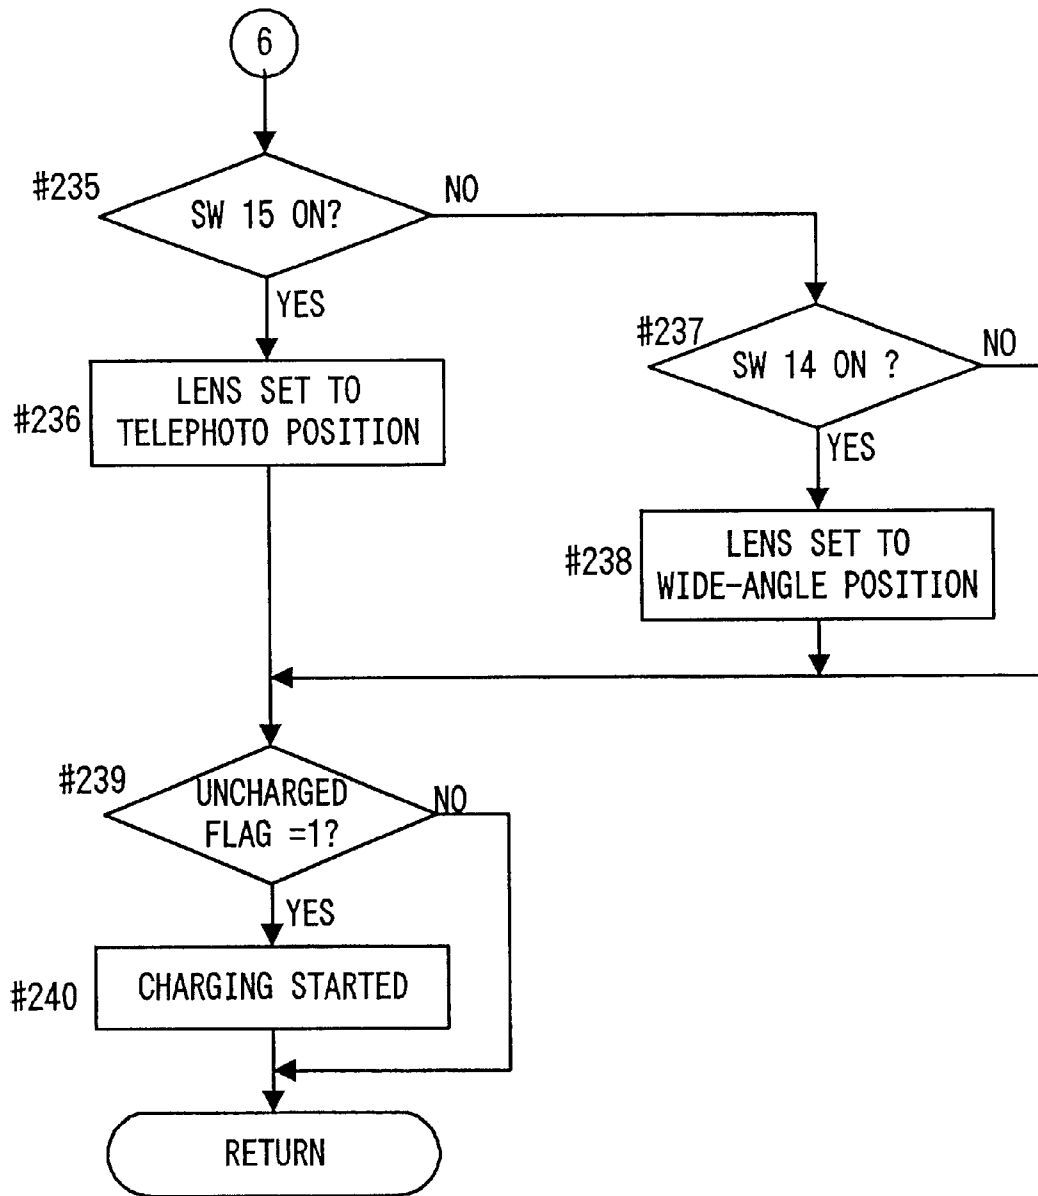 6
#235
SW 15 ON?
NO
YES
#236
LENS SET TO
TELEPHOTO POSITION
#237
SW 14 ON ?
NO
YES
#238
LENS SET TO
WIDE-ANGLE POSITION
#239
UNCHARGED
FLAG =1?
NO
YES
#240
CHARGING STARTED
RETURN